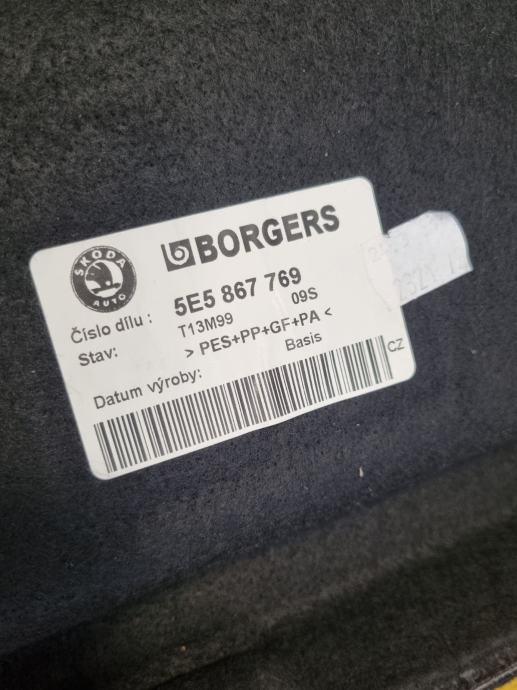 ŠKODA
AUTO
BORGERS
Číslo dílu : 5E5 867 769
Stav: T13M99 09S
> PES+PP+GF+PA <
Datum výroby: Basis
CZ